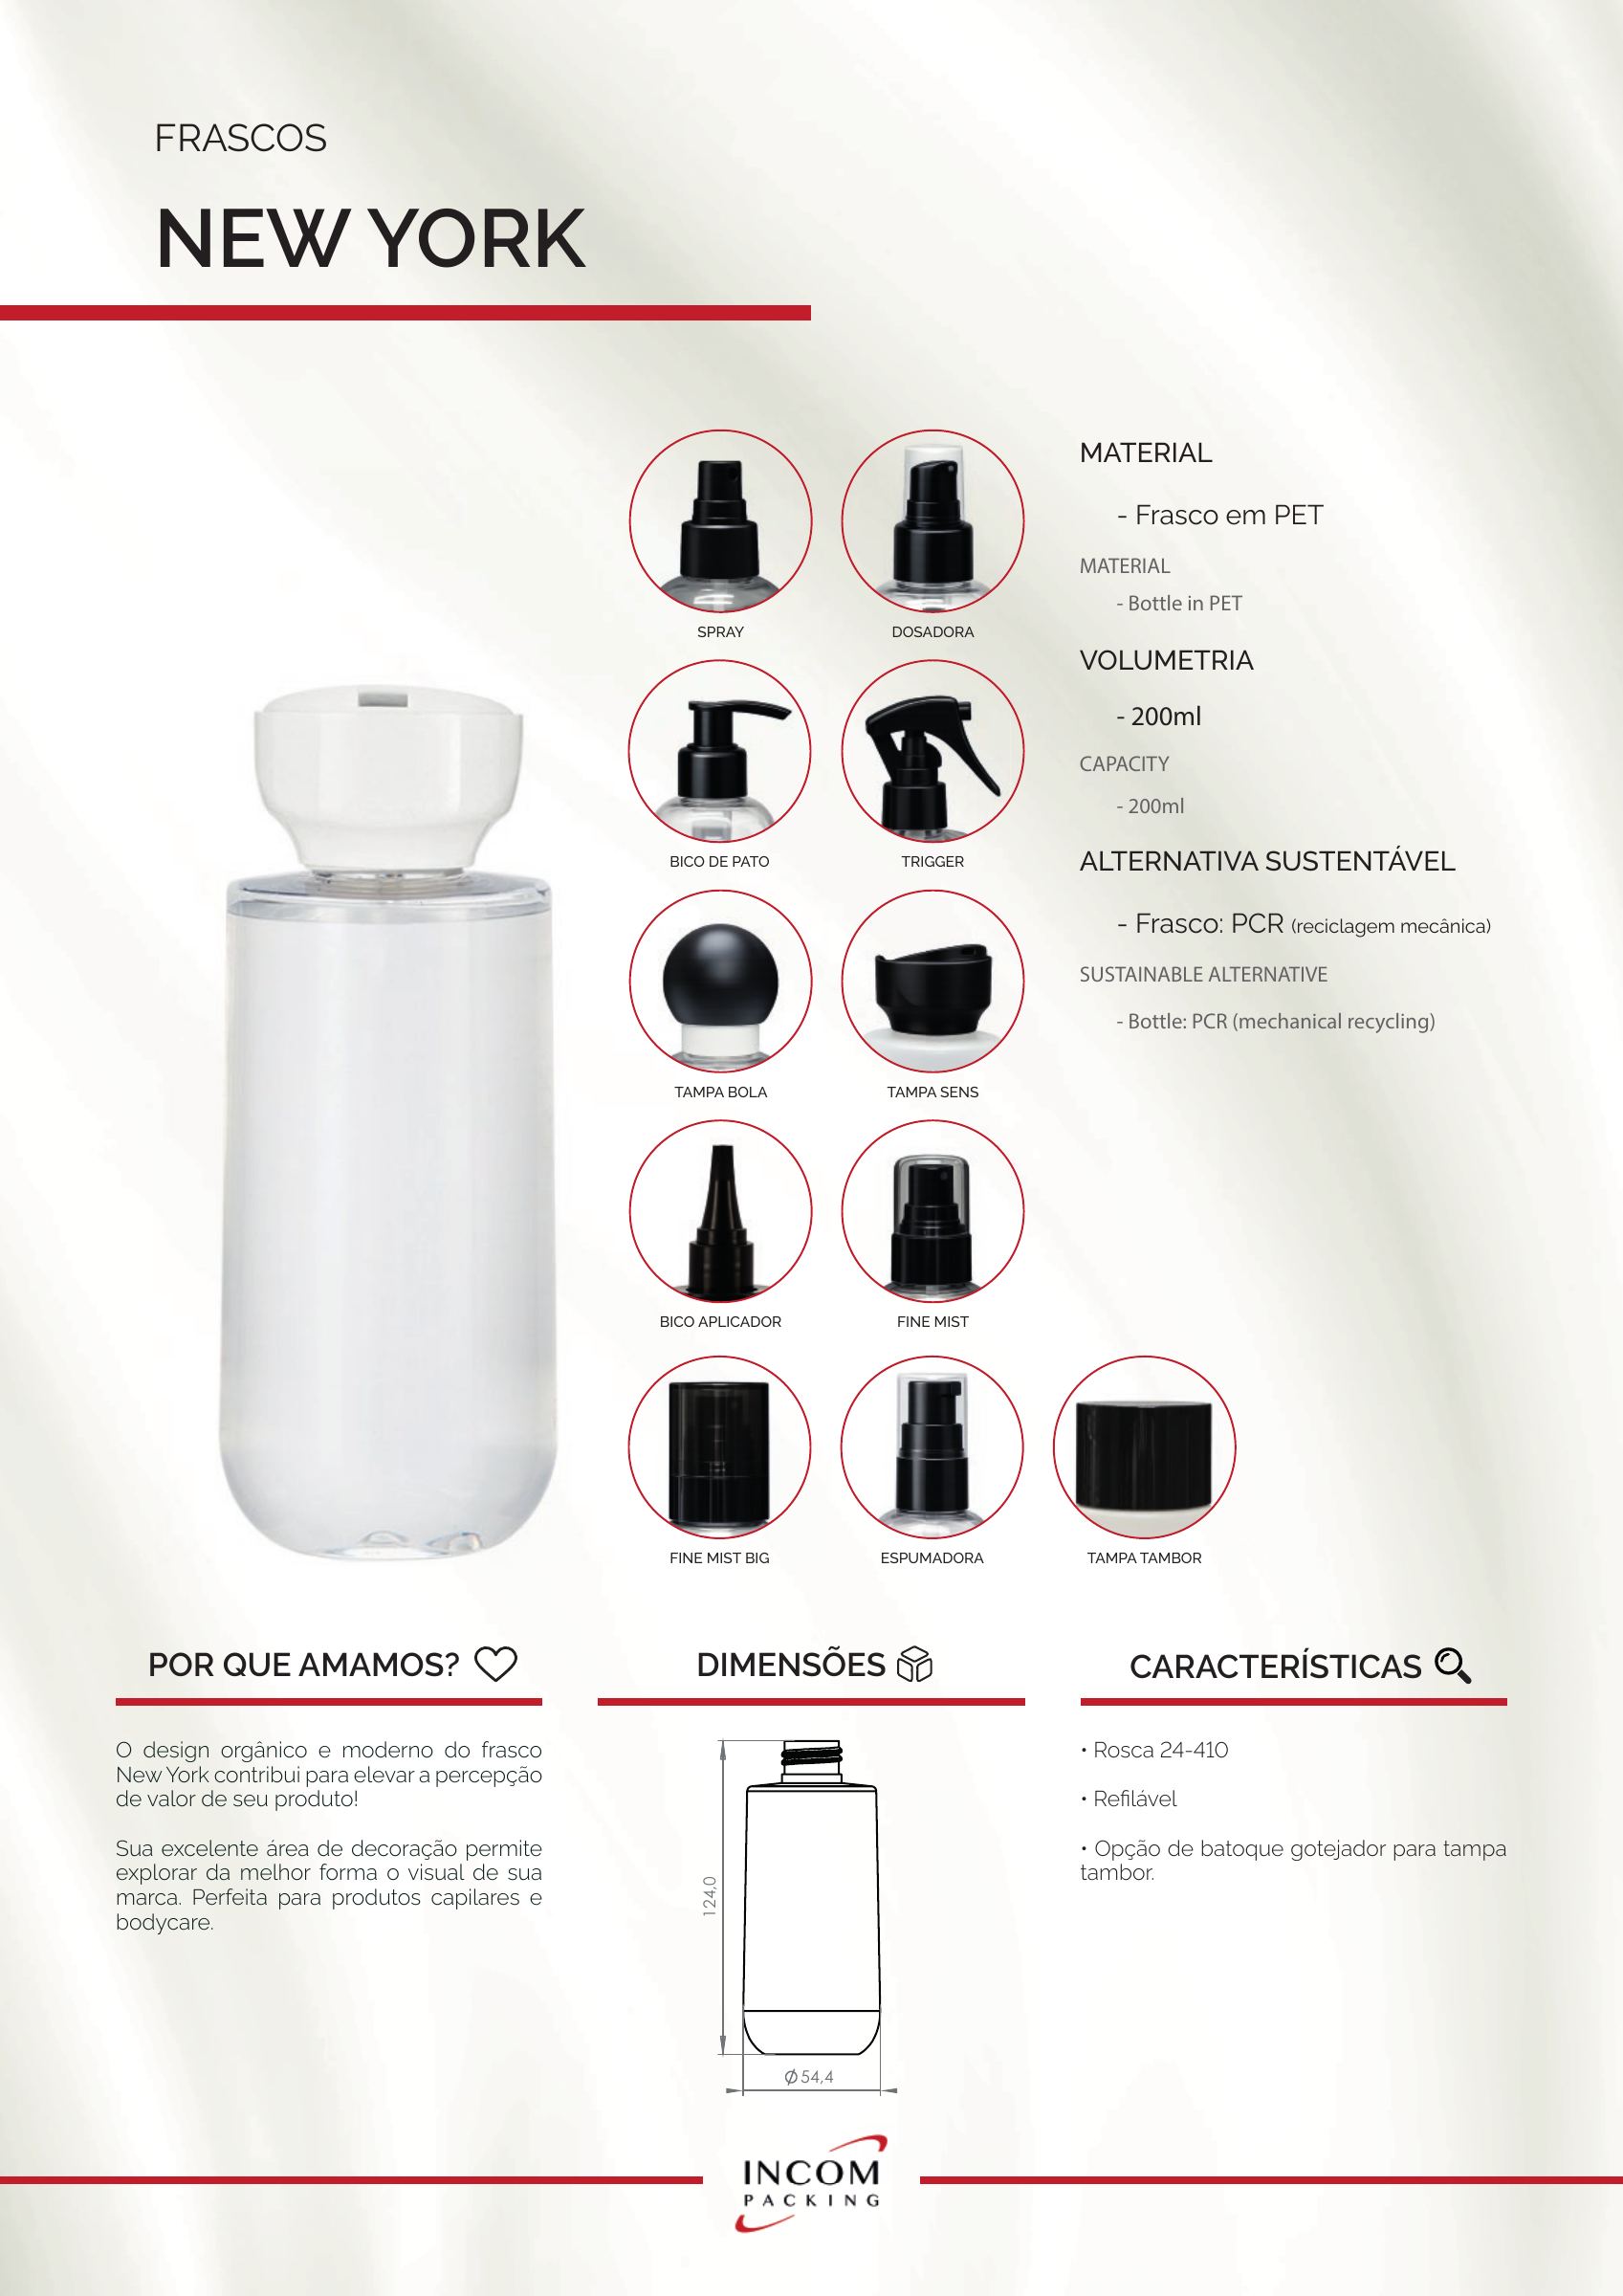 FRASCOS
NEW YORK
SPRAY
DOSADORA
BICO DE PATO
TRIGGER
TAMPA BOLA
TAMPA SENS
BICO APLICADOR
FINE MIST
FINE MIST BIG
ESPUMADORA
TAMPA TAMBOR
MATERIAL
- Frasco em PET
MATERIAL
- Bottle in PET
VOLUMETRIA
- 200ml
CAPACITY
- 200ml
ALTERNATIVA SUSTENTÁVEL
- Frasco: PCR (reciclagem mecânica)
SUSTAINABLE ALTERNATIVE
- Bottle: PCR (mechanical recycling)
POR QUE AMAMOS?
O design orgânico e moderno do frasco
New York contribui para elevar a percepção
de valor de seu produto!
Sua excelente área de decoração permite
explorar da melhor forma o visual de sua
marca. Perfeita para produtos capilares e
bodycare.
DIMENSÕES
124,0
Ø 54,4
CARACTERÍSTICAS
• Rosca 24-410
• Refilável
• Opção de batoque gotejador para tampa
tambor.
INCOM
PACKING